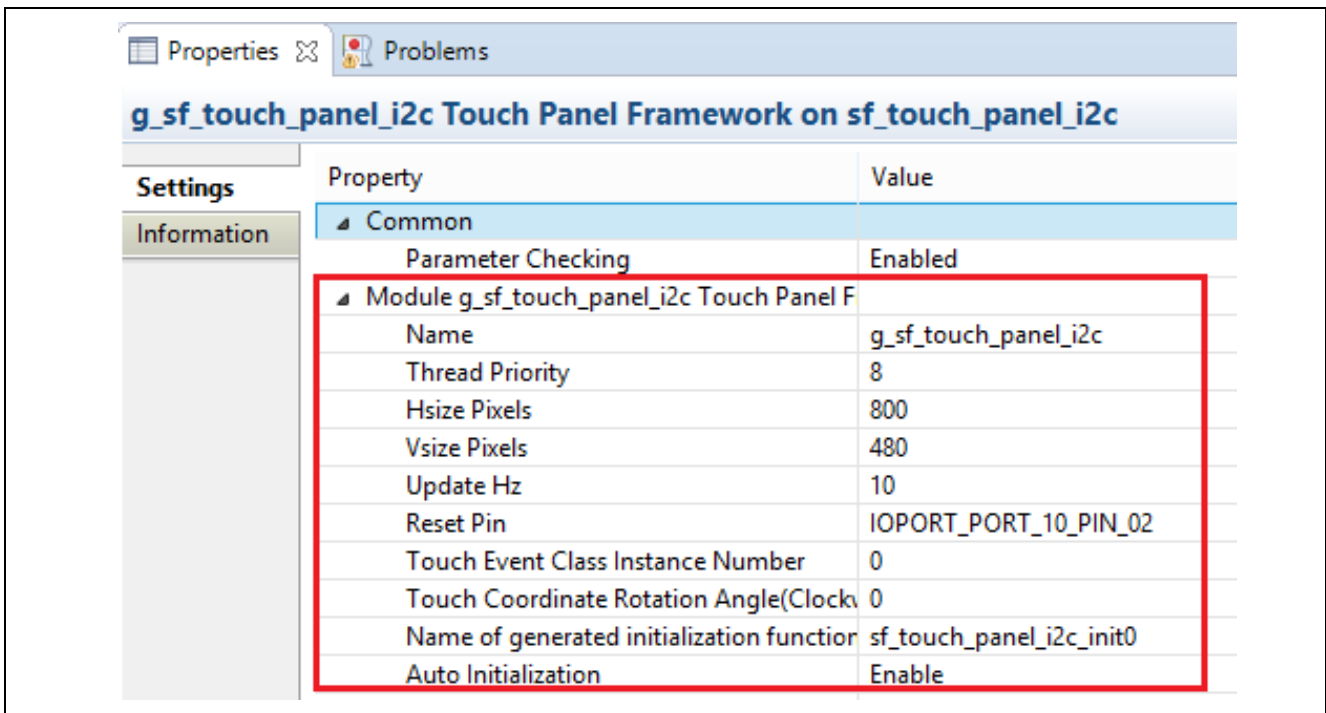 Properties Problems
g_sf_touch_panel_i2c Touch Panel Framework on sf_touch_panel_i2c
Settings
Information
Property Value
Common
Parameter Checking Enabled
Module g_sf_touch_panel_i2c Touch Panel F
Name g_sf_touch_panel_i2c
Thread Priority 8
Hsize Pixels 800
Vsize Pixels 480
Update Hz 10
Reset Pin IOPORT_PORT_10_PIN_02
Touch Event Class Instance Number 0
Touch Coordinate Rotation Angle(Clockw 0
Name of generated initialization function sf_touch_panel_i2c_init0
Auto Initialization Enable